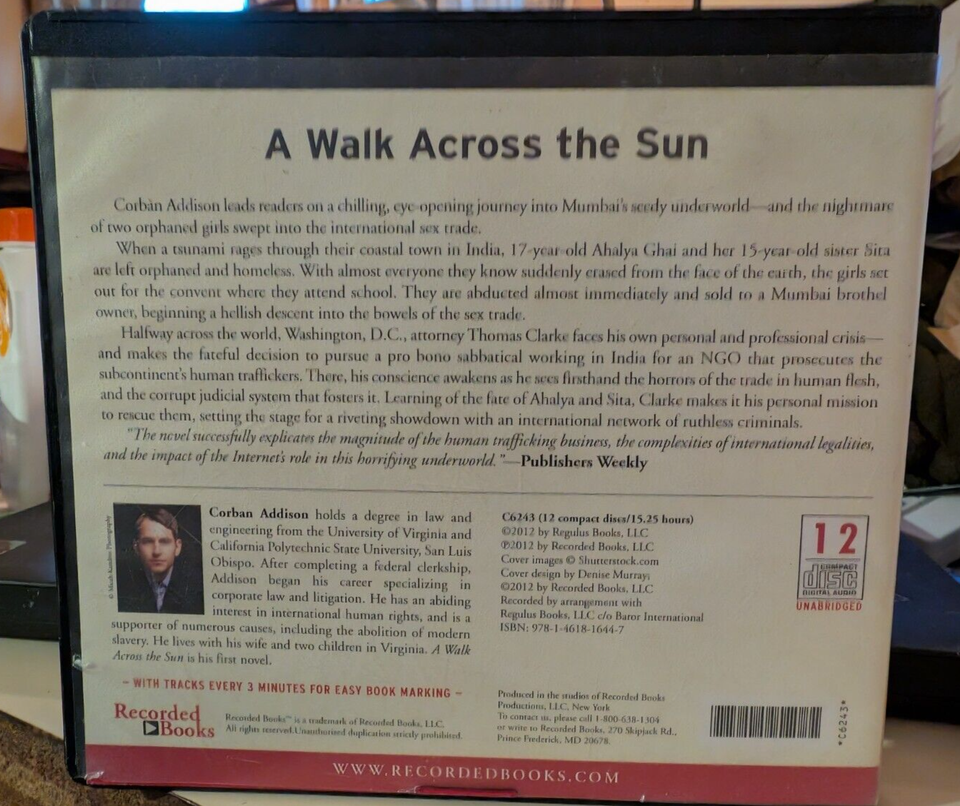 A Walk Across the Sun
Corban Addison leads readers on a chilling, eye-opening journey into Mumbai's seedy underworld—and the nightmare
of two orphaned girls swept into the international sex trade.
When a tsunami rages through their coastal town in India, 17-year-old Ahalya Ghai and her 15-year-old sister Sita
are left orphaned and homeless. With almost everyone they know suddenly erased from the face of the earth, the girls set
out for the convent where they attend school. They are abducted almost immediately and sold to a Mumbai brothel
owner, beginning a hellish descent into the bowels of the sex trade.
Halfway across the world, Washington, D.C., attorney Thomas Clarke faces his own personal and professional crisis—
and makes the fateful decision to pursue a pro bono sabbatical working in India for an NGO that prosecutes the
subcontinent's human traffickers. There, his conscience awakens as he sees firsthand the horrors of the trade in human flesh,
and the corrupt judicial system that fosters it. Learning of the fate of Ahalya and Sita, Clarke makes it his personal mission
to rescue them, setting the stage for a riveting showdown with an international network of ruthless criminals.
"The novel successfully explicates the magnitude of the human trafficking business, the complexities of international legalities,
and the impact of the Internet's role in this horrifying underworld."—Publishers Weekly
Corban Addison holds a degree in law and
engineering from the University of Virginia and
California Polytechnic State University, San Luis
Obispo. After completing a federal clerkship,
Addison began his career specializing in
corporate law and litigation. He has an abiding
interest in international human rights, and is a
supporter of numerous causes, including the abolition of modern
slavery. He lives with his wife and two children in Virginia. A Walk
Across the Sun is his first novel.
– WITH TRACKS EVERY 3 MINUTES FOR EASY BOOK MARKING –
Recorded
Books
Recorded Books™ is a trademark of Recorded Books, LLC.
All rights reserved.Unauthorized duplication strictly prohibited.
C6243 (12 compact discs/15.25 hours)
©2012 by Regulus Books, LLC
℗2012 by Recorded Books, LLC
Cover images © Shutterstock.com
Cover design by Denise Murray;
©2012 by Recorded Books, LLC
Recorded by arrangement with
Regulus Books, LLC c/o Baror International
ISBN: 978-1-4618-1644-7
12
COMPACT
disc
DIGITAL AUDIO
UNABRIDGED
Produced in the studios of Recorded Books
Productions, LLC, New York
To contact us, please call 1-800-638-1304
or write to Recorded Books, 270 Skipjack Rd.,
Prince Frederick, MD 20678.
*C6243*
WWW.RECORDEDBOOKS.COM